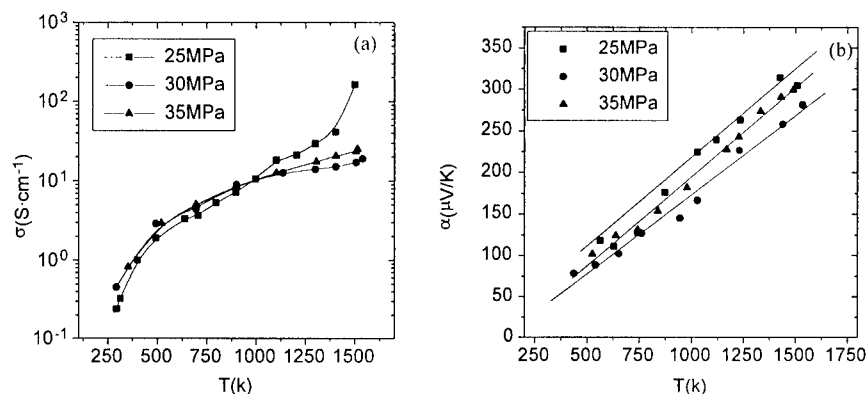 (a)
25MPa
30MPa
35MPa
σ(S·cm⁻¹)
10³
10²
10¹
10⁰
10⁻¹
250 500 750 1000 1250 1500
T(k)
(b)
25MPa
30MPa
35MPa
α(μV/K)
350
300
250
200
150
100
50
0
250 500 750 1000 1250 1500 1750
T(k)